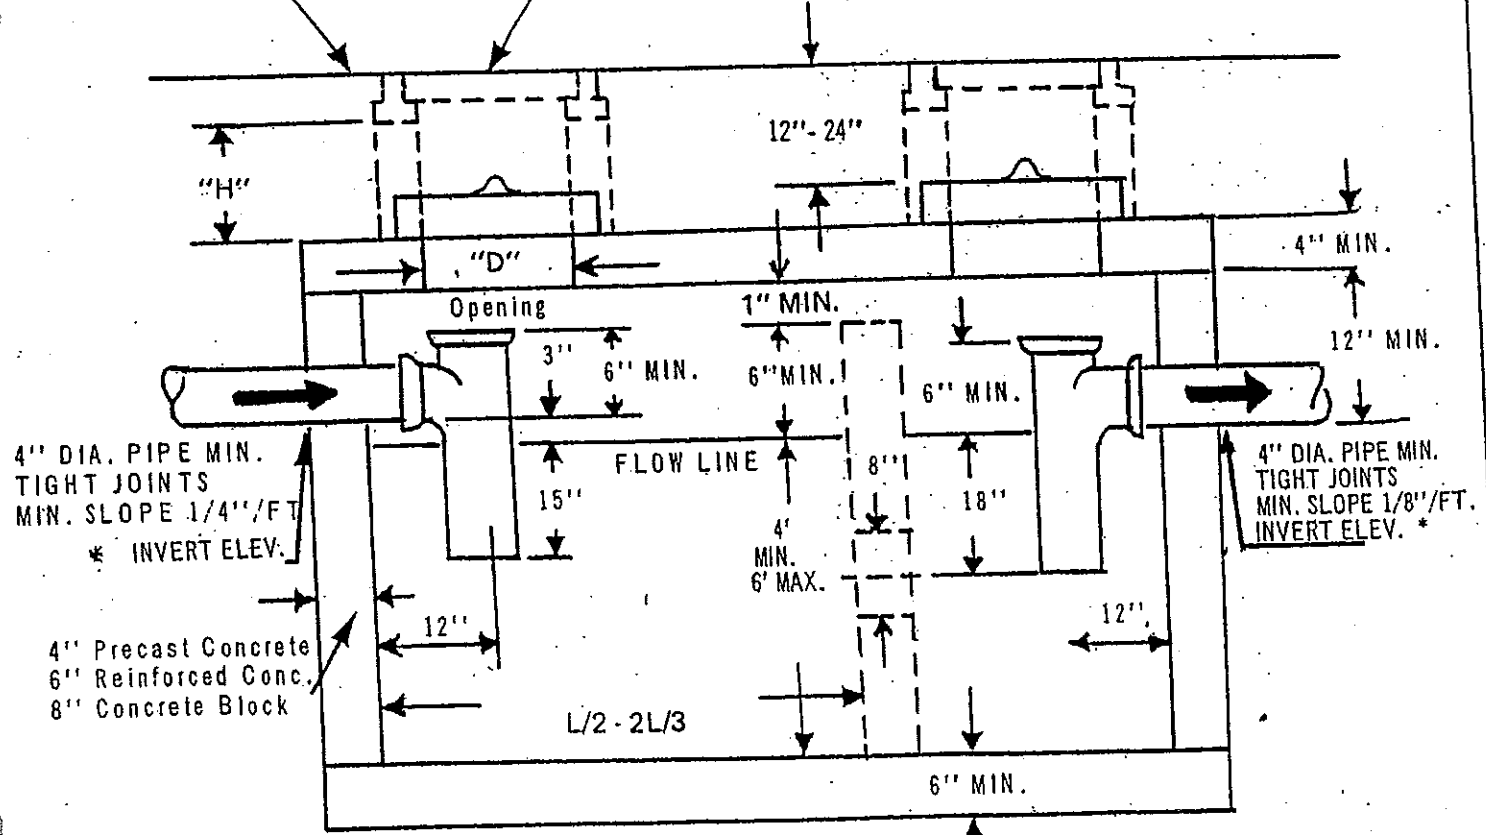 12''- 24''
"H"
4'' MIN.
"D"
Opening
1'' MIN.
3''
6'' MIN.
6'' MIN.
6'' MIN.
12'' MIN.
4'' DIA. PIPE MIN.
TIGHT JOINTS
MIN. SLOPE 1/4''/FT
* INVERT ELEV.
FLOW LINE
8''
15''
18''
4'' DIA. PIPE MIN.
TIGHT JOINTS
MIN. SLOPE 1/8''/FT.
INVERT ELEV. *
4'
MIN.
6' MAX.
12''
12''
4'' Precast Concrete
6'' Reinforced Conc.
8'' Concrete Block
L/2 - 2L/3
6'' MIN.